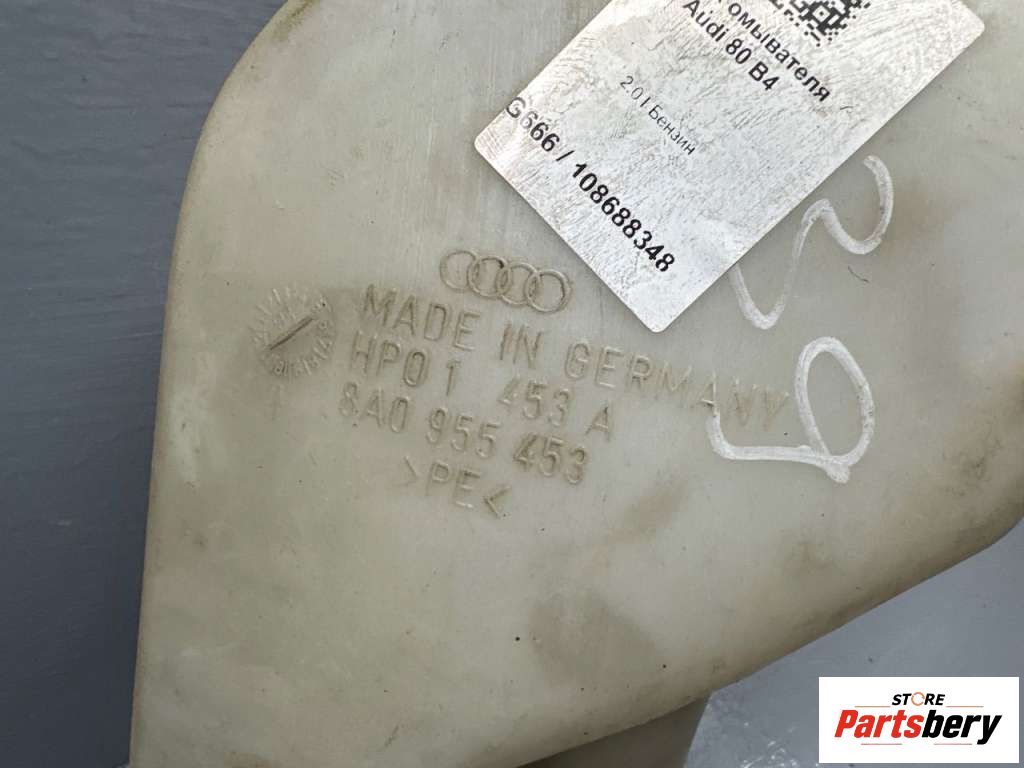 омывателя
Audi 80 B4
2.0 I Бензин
G666 / 108688348
MADE IN GERMANY
HP01 453 A
8A0 955 453
>PE<
STORE
Partsbery